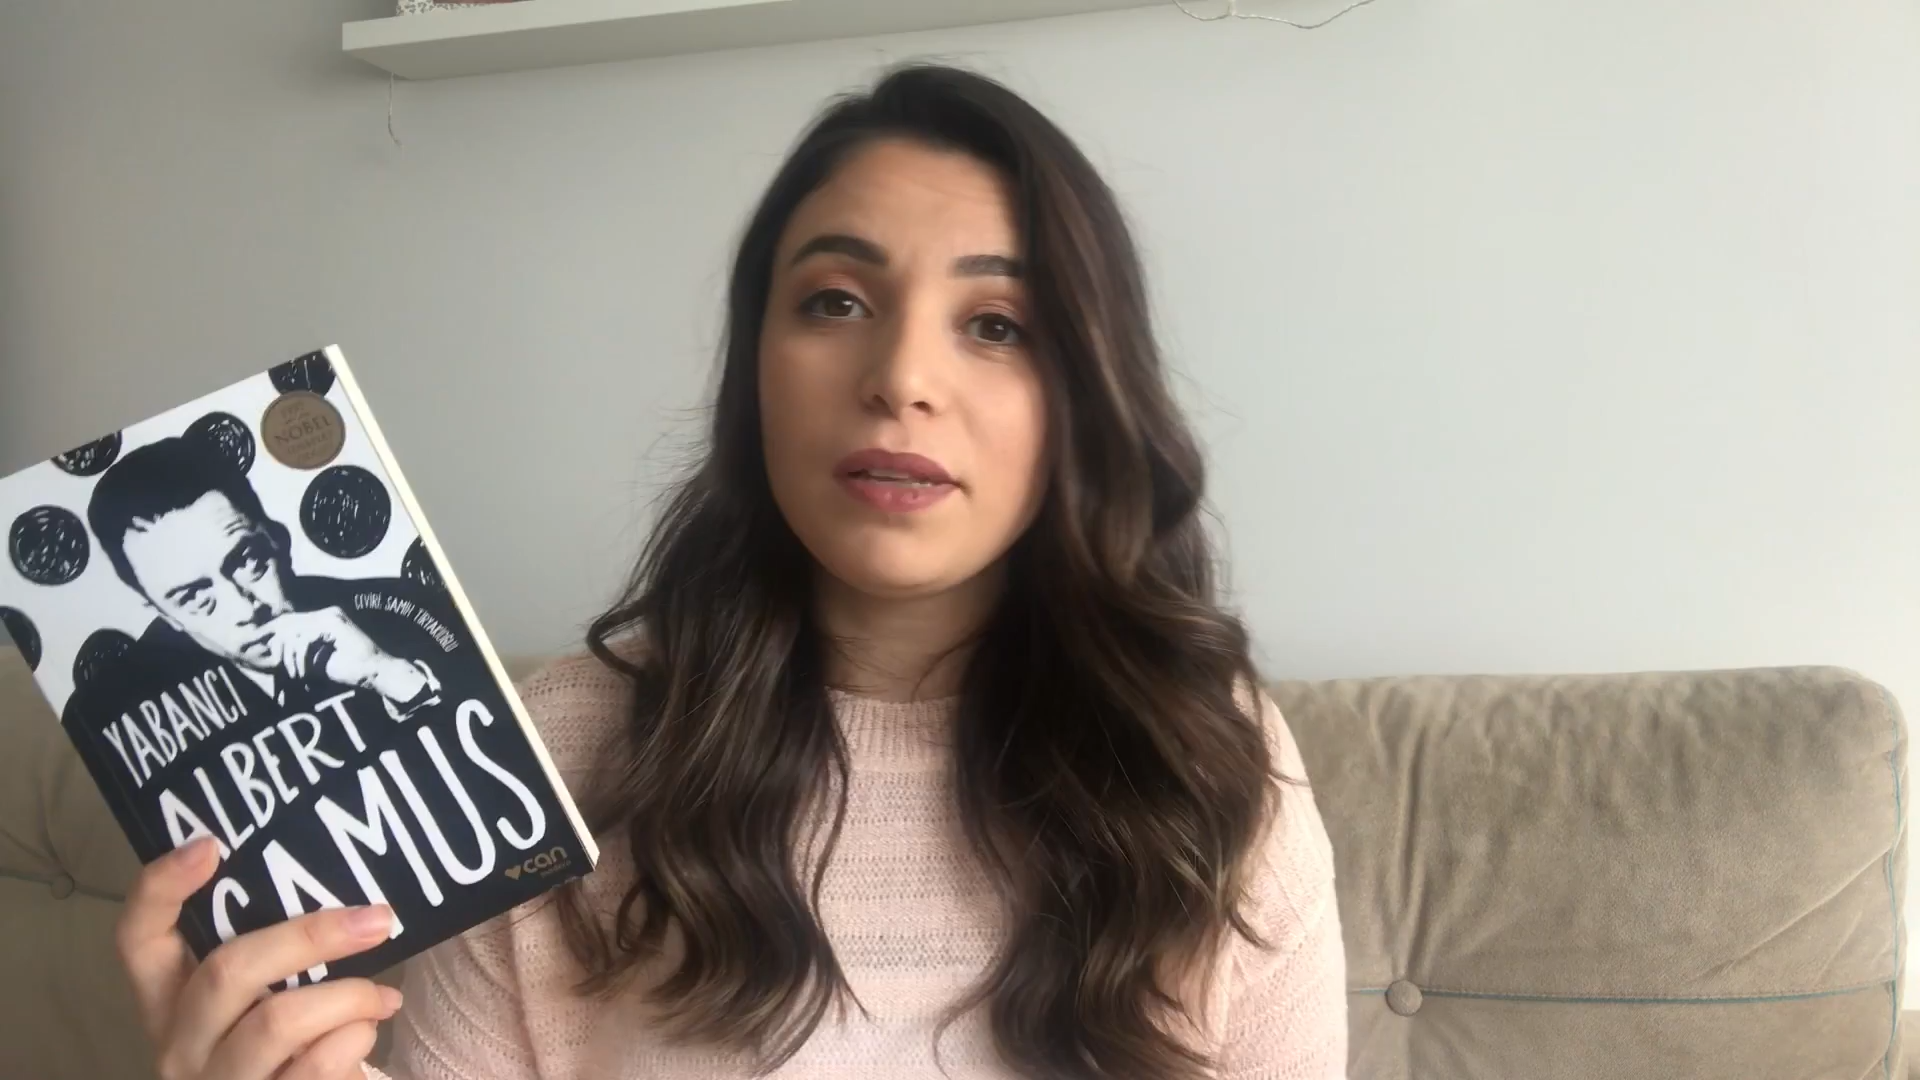 NOBEL
ÇEVİRİ: SAMİH TİRYAKİOĞLU
YABANCI
ALBERT
CAMUS
can